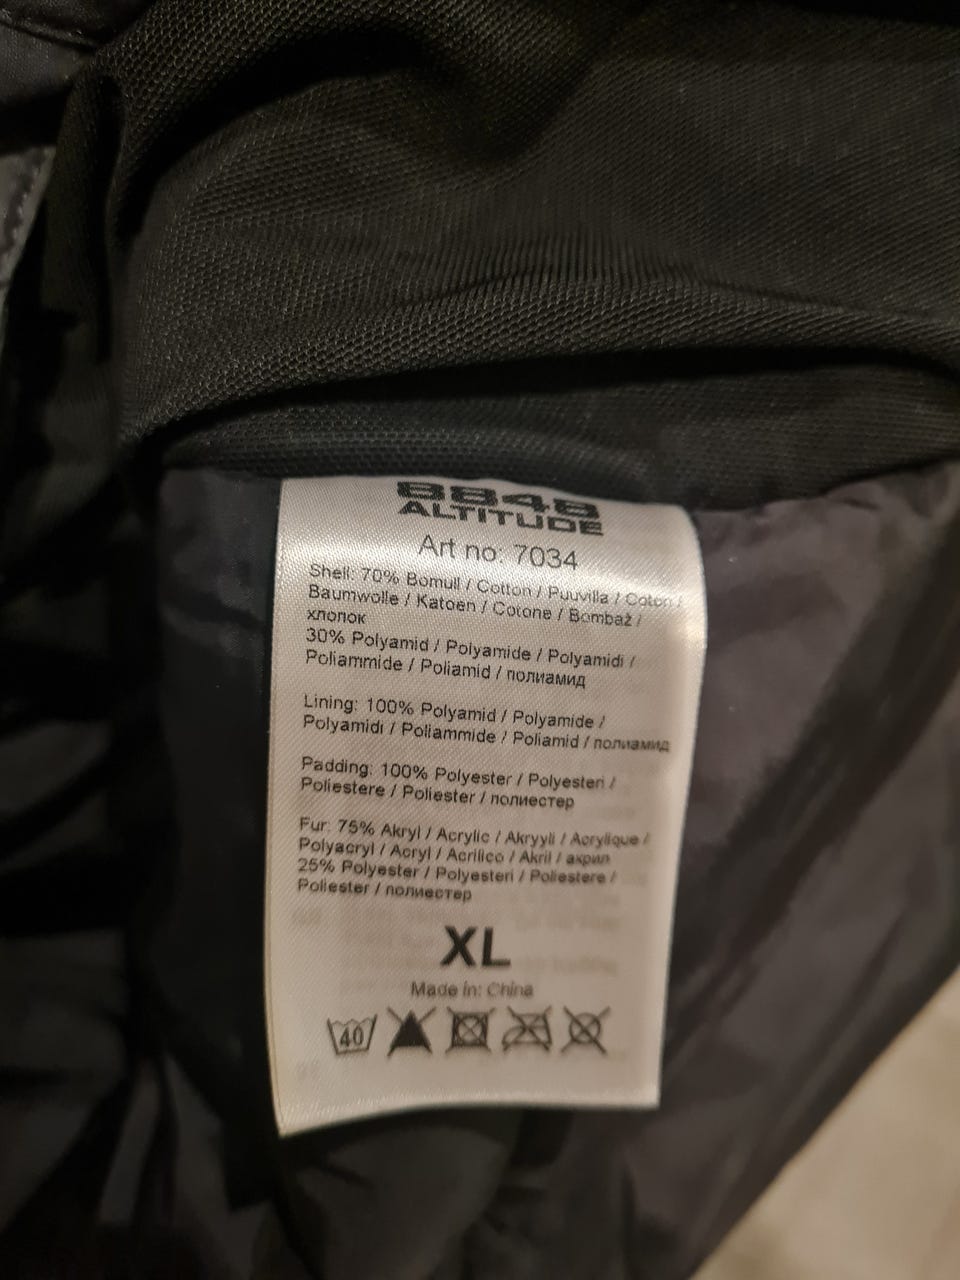 8848
ALTITUDE
Art no: 7034
Shell: 70% Bomull / Cotton / Puuvilla / Coton /
Baumwolle / Katoen / Cotone / Bombaž /
хлопок
30% Polyamid / Polyamide / Polyamidi /
Poliammide / Poliamid / полиамид
Lining: 100% Polyamid / Polyamide /
Polyamidi / Poliammide / Poliamid / полиамид
Padding: 100% Polyester / Polyesteri /
Poliestere / Poliester / полиестер
Fur: 75% Akryl / Acrylic / Akryyli / Acrylique /
Polyacryl / Acryl / Acrilico / Akril / акрил
25% Polyester / Polyesteri / Poliestere /
Poliester / полиестер
XL
Made in: China
40